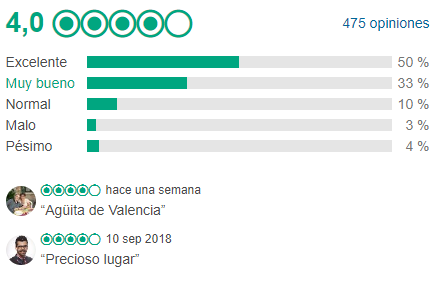 4,0 475 opiniones
Excelente 50 %
Muy bueno 33 %
Normal 10 %
Malo 3 %
Pésimo 4 %
hace una semana
“Agüita de Valencia”
10 sep 2018
“Precioso lugar”